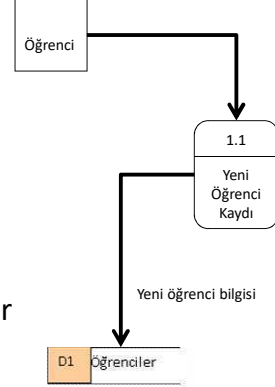 Öğrenci
1.1
Yeni
Öğrenci
Kaydı
Yeni öğrenci bilgisi
r
D1 Öğrenciler